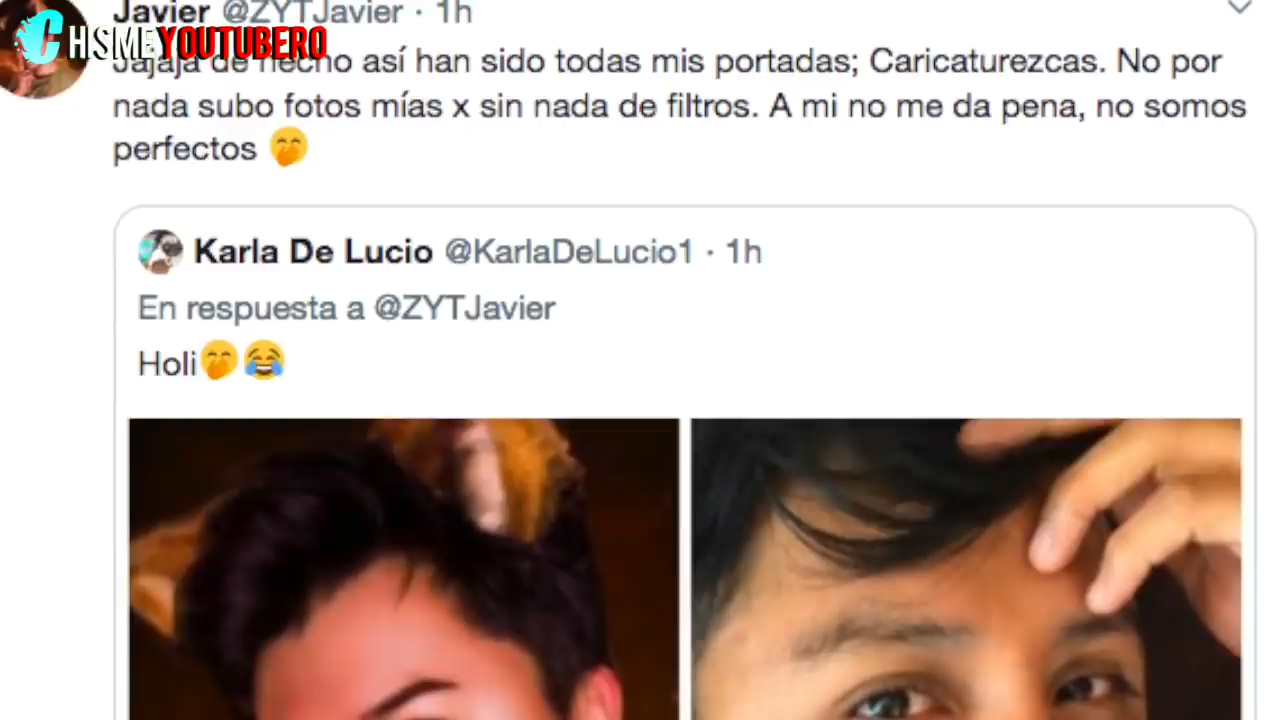 Javier @ZYTJavier · 1h
CHSMEYOUTUBERO
Jajaja de hecho así han sido todas mis portadas; Caricaturezcas. No por
nada subo fotos mías x sin nada de filtros. A mi no me da pena, no somos
perfectos 🤭
Karla De Lucio @KarlaDeLucio1 · 1h
En respuesta a @ZYTJavier
Holi🤭😂